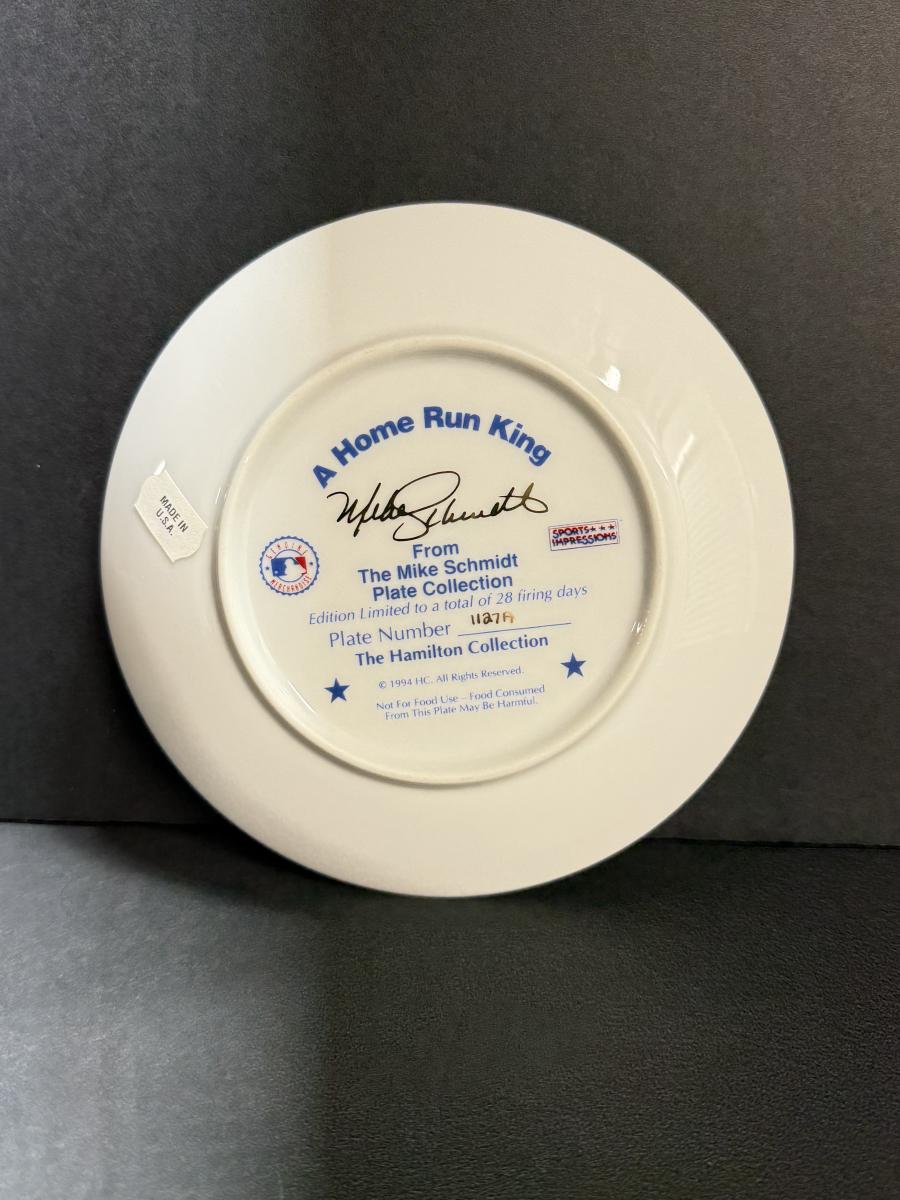 A Home Run King
Mike Schmidt
From
The Mike Schmidt
Plate Collection
GENUINE
MERCHANDISE
SPORTS★★★
IMPRESSIONS
MADE IN
U.S.A.
Edition Limited to a total of 28 firing days
Plate Number 1127A
The Hamilton Collection
© 1994 HC. All Rights Reserved.
Not For Food Use – Food Consumed
From This Plate May Be Harmful.